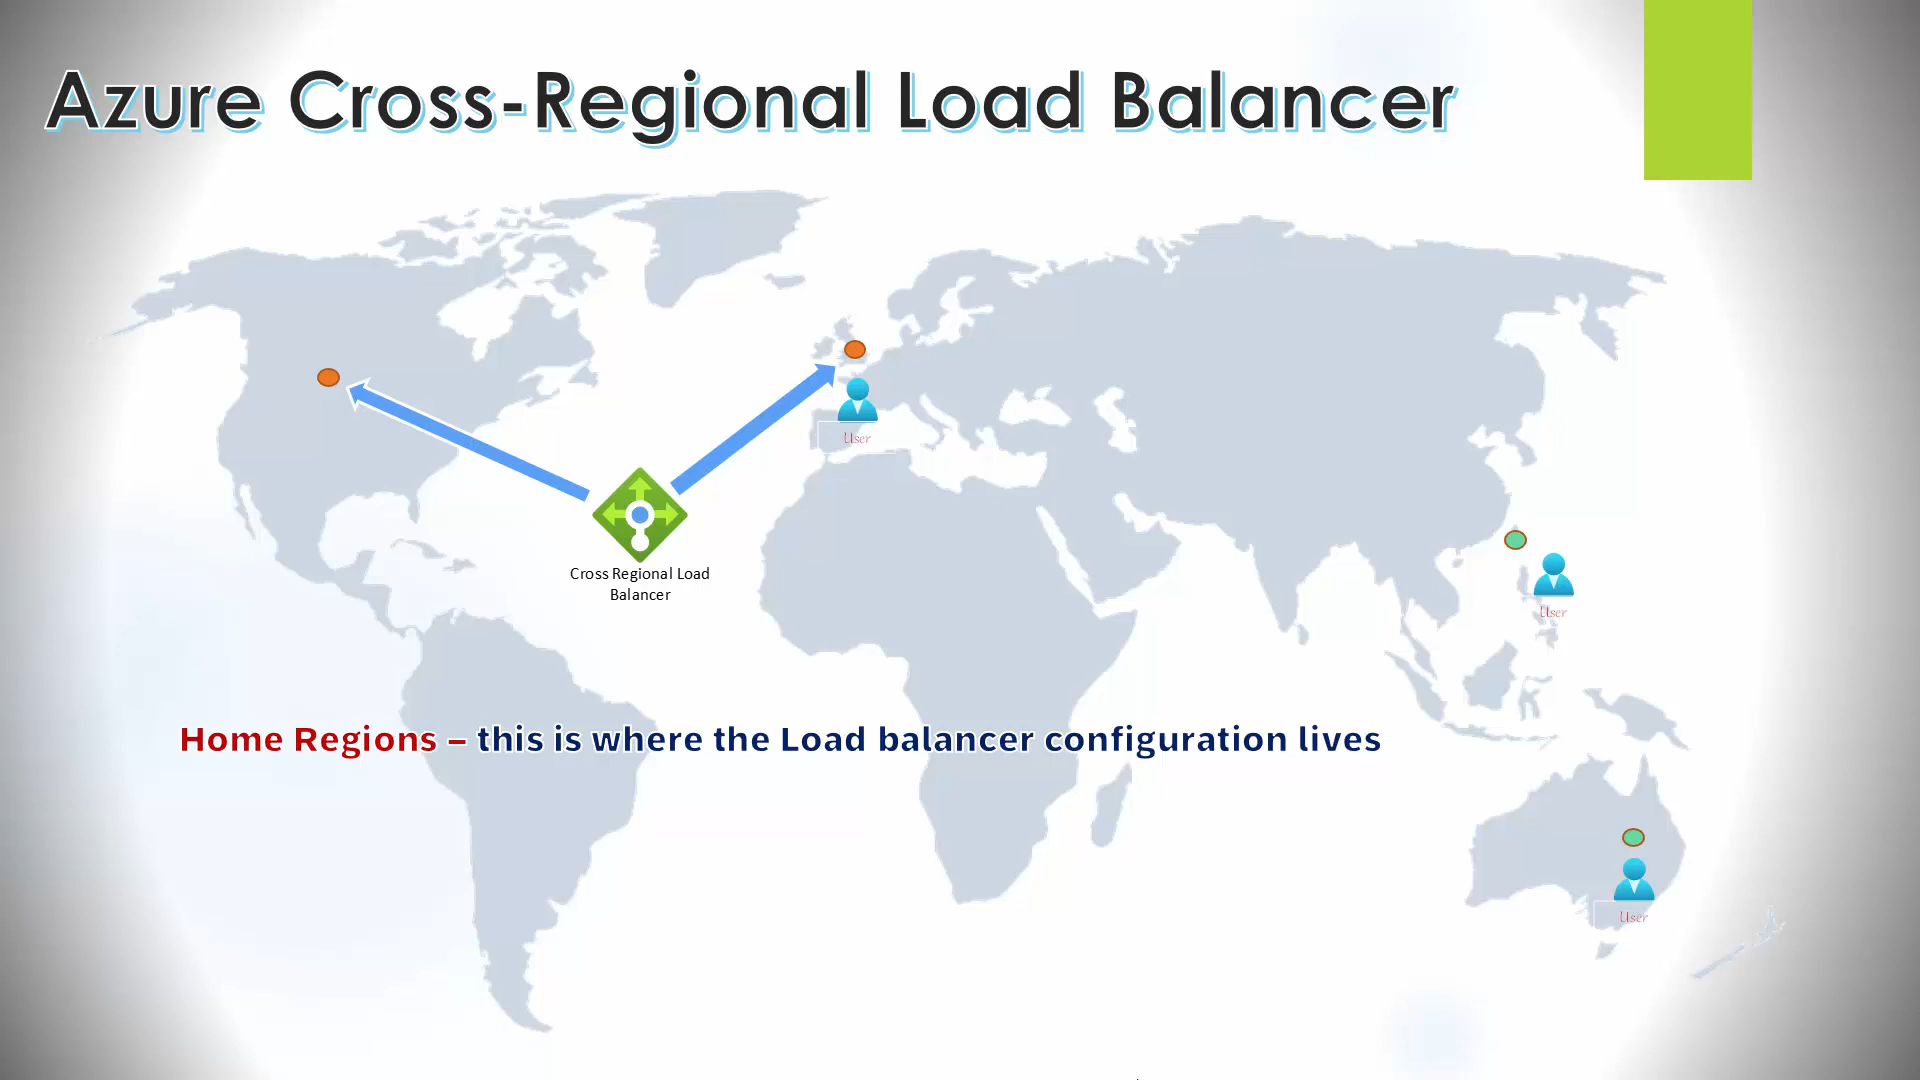 Azure Cross-Regional Load Balancer
User
Cross Regional Load
Balancer
User
Home Regions – this is where the Load balancer configuration lives
User